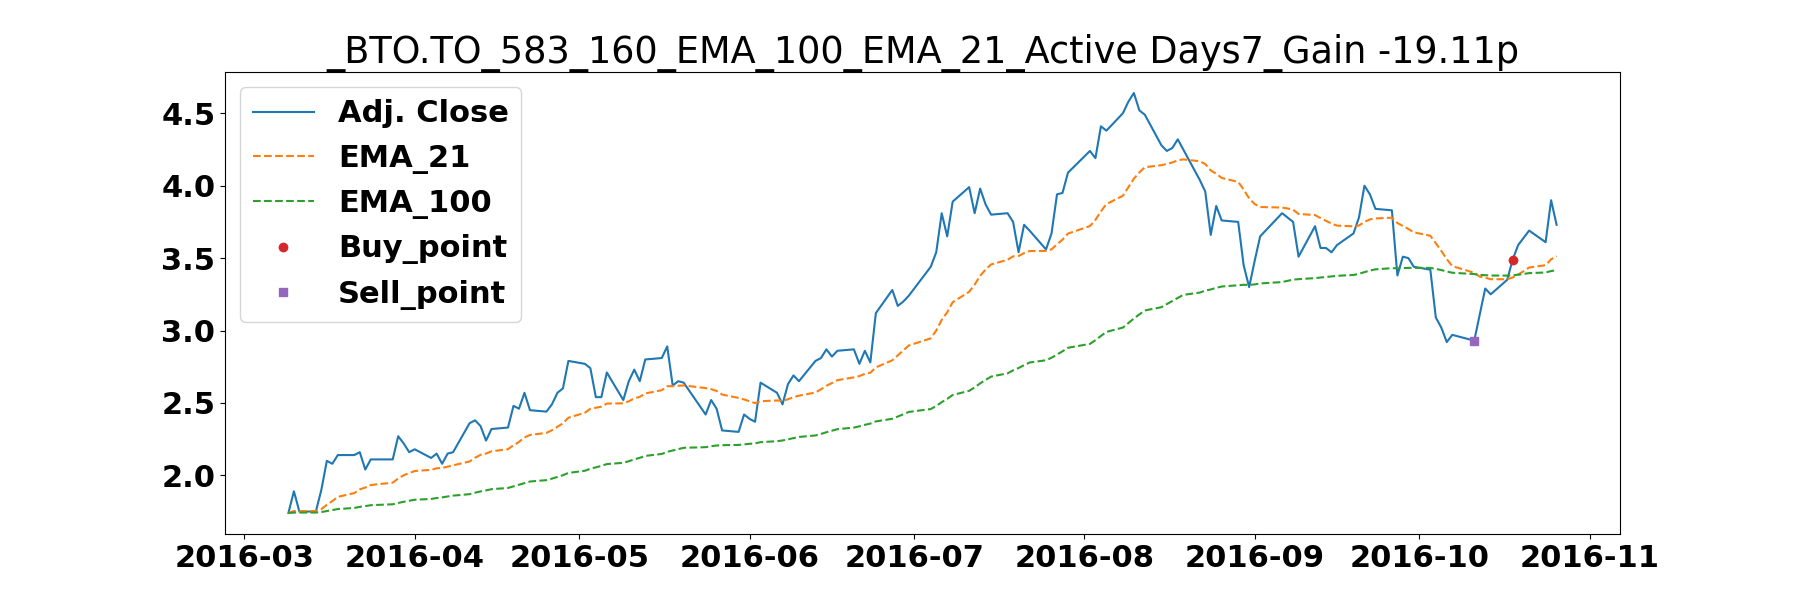 _BTO.TO_583_160_EMA_100_EMA_21_Active Days7_Gain -19.11p
Adj. Close
EMA_21
EMA_100
Buy_point
Sell_point
4.5
4.0
3.5
3.0
2.5
2.0
2016-03 2016-04 2016-05 2016-06 2016-07 2016-08 2016-09 2016-10 2016-11